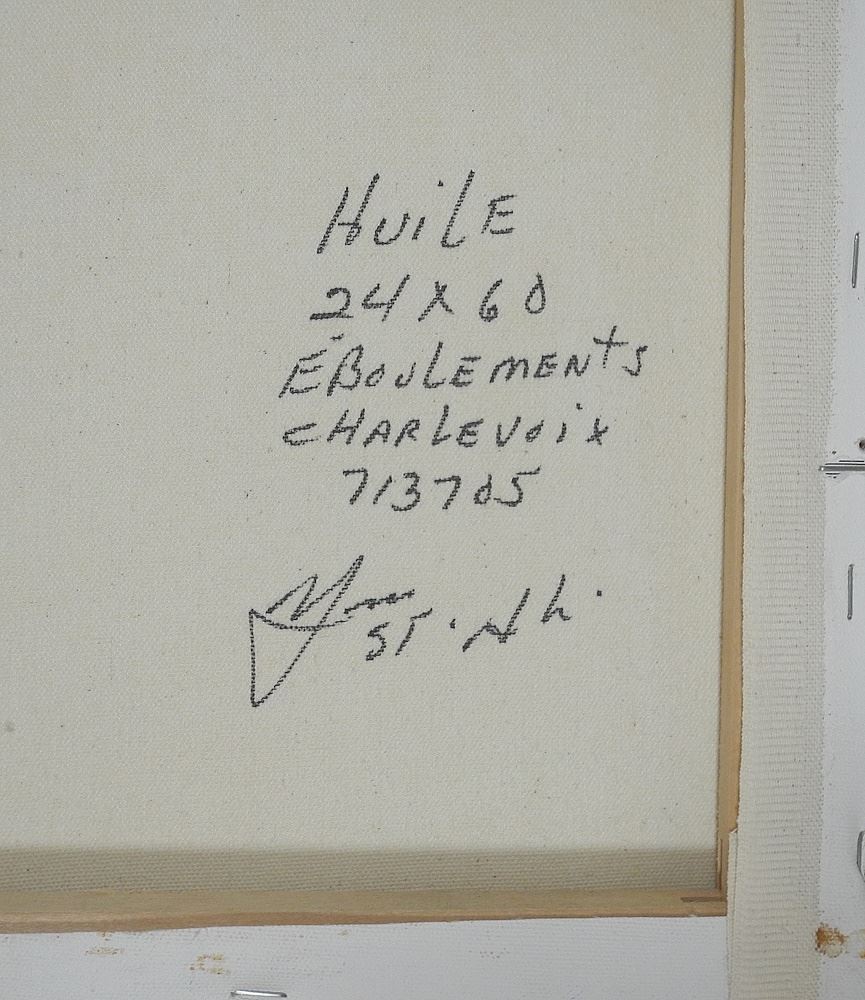 HUiLE
24 X 60
ÉBOULEMENtS
CHARLEVOiX
713705
ST.